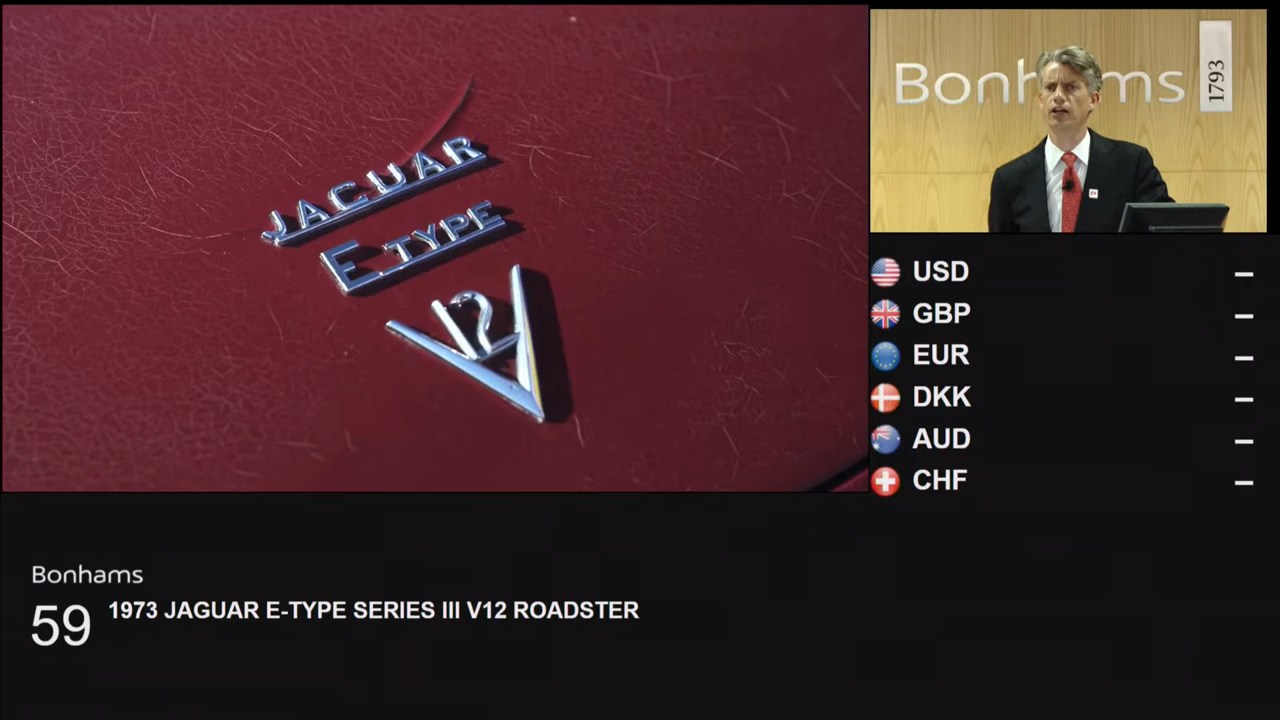 JAGUAR
E TYPE
V12
Bonhams
1793
USD –
GBP –
EUR –
DKK –
AUD –
CHF –
Bonhams
59 1973 JAGUAR E-TYPE SERIES III V12 ROADSTER